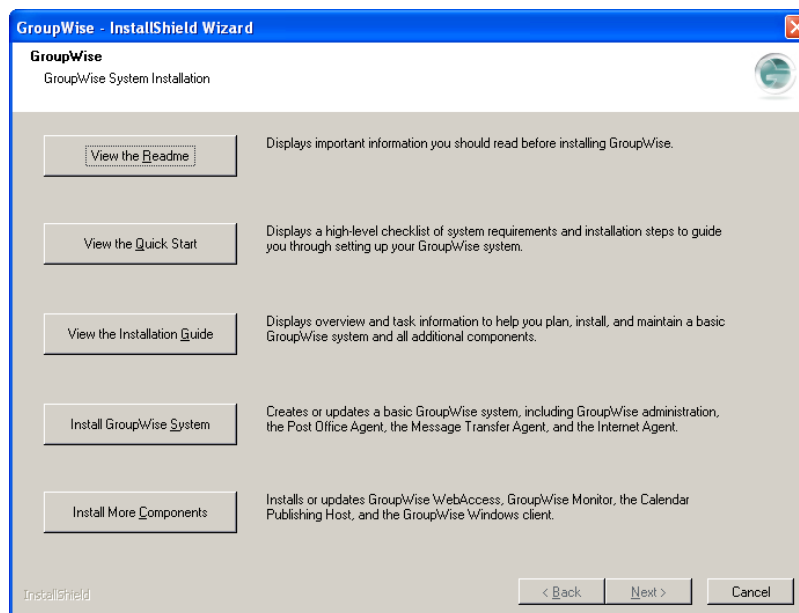 GroupWise - InstallShield Wizard
GroupWise
GroupWise System Installation
View the Readme
Displays important information you should read before installing GroupWise.
View the Quick Start
Displays a high-level checklist of system requirements and installation steps to guide
you through setting up your GroupWise system.
View the Installation Guide
Displays overview and task information to help you plan, install, and maintain a basic
GroupWise system and all additional components.
Install GroupWise System
Creates or updates a basic GroupWise system, including GroupWise administration,
the Post Office Agent, the Message Transfer Agent, and the Internet Agent.
Install More Components
Installs or updates GroupWise WebAccess, GroupWise Monitor, the Calendar
Publishing Host, and the GroupWise Windows client.
InstallShield
< Back
Next >
Cancel